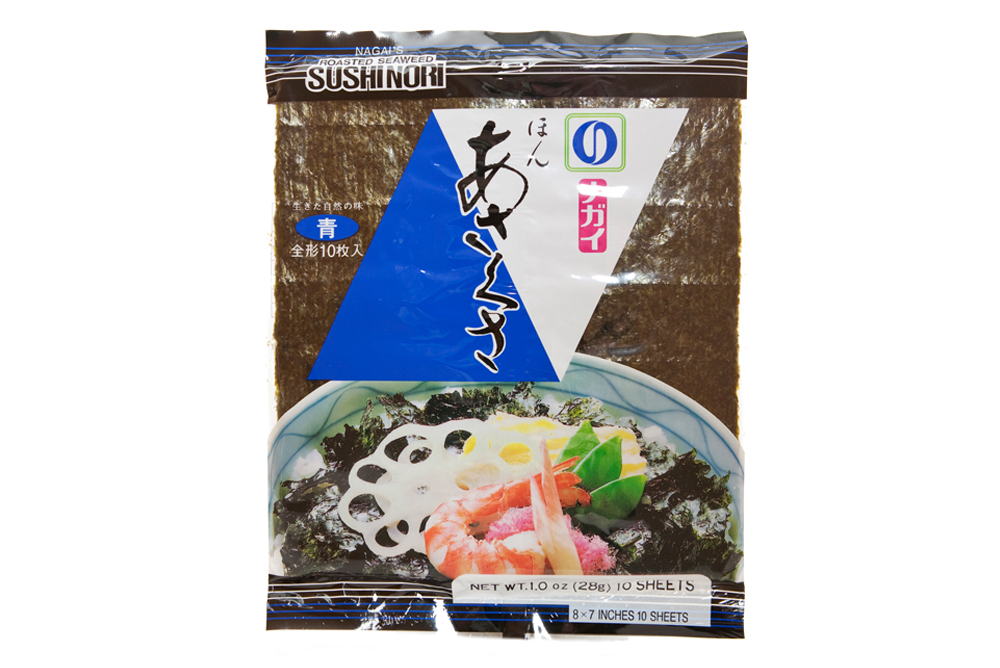 NAGAI'S
ROASTED SEAWEED
SUSHI NORI
ほん
あさくさ
の
ナガイ
生きた自然の味
青
全形10枚入
NET WT.1.0 oz (28g) 10 SHEETS
8×7 INCHES 10 SHEETS